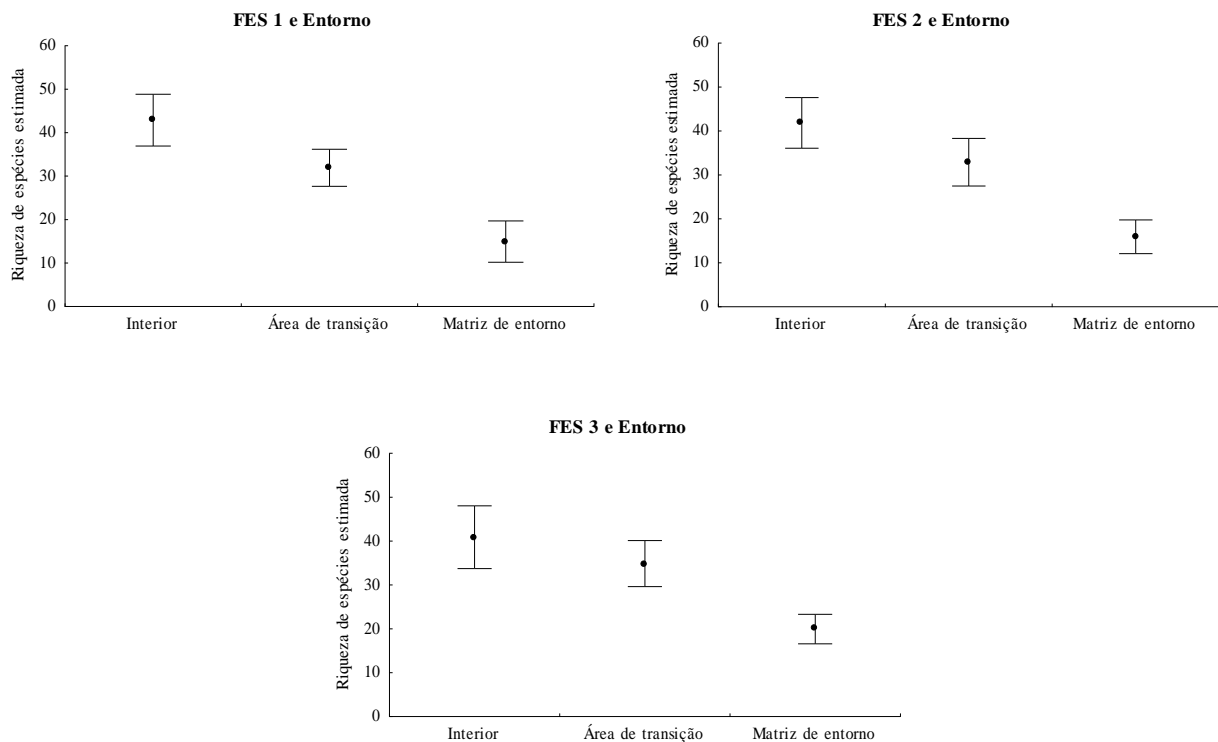 FES 1 e Entorno
Riqueza de espécies estimada
60
50
40
30
20
10
0
Interior Área de transição Matriz de entorno
FES 2 e Entorno
Riqueza de espécies estimada
60
50
40
30
20
10
0
Interior Área de transição Matriz de entorno
FES 3 e Entorno
Riqueza de espécies estimada
60
50
40
30
20
10
0
Interior Área de transição Matriz de entorno